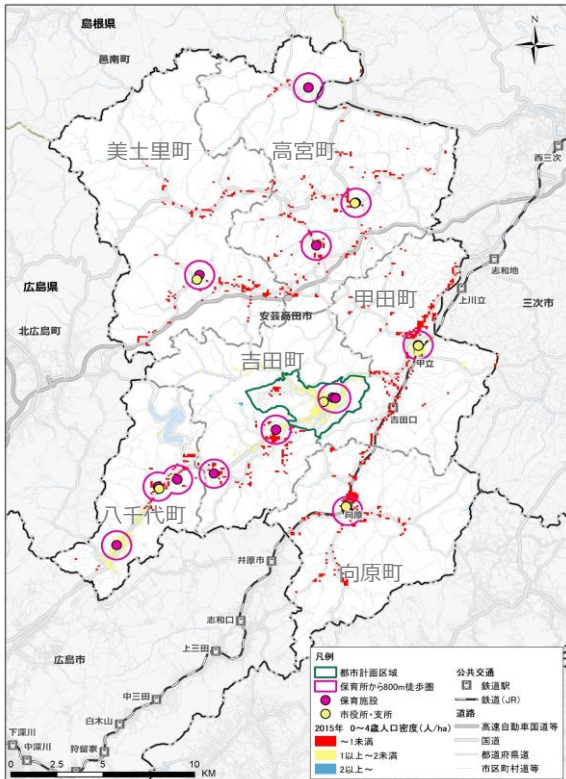 島根県
N
邑南町
美土里町
高宮町
西三次
志和地
広島県
甲田町
上川立
三次市
安芸高田市
北広島町
吉田町
甲立
吉田口
八千代町
向原
井原市
向原町
志和口
広島市
上三田
中三田
白木山
下深川
中深川
狩留家
0 2.5 5 10
KM
凡例
都市計画区域
保育所から800m徒歩圏
保育施設
市役所・支所
2015年 0～4歳人口密度(人/ha)
～1未満
1以上～2未満
2以上～
公共交通
鉄道駅
鉄道(JR)
道路
高速自動車国道等
国道
都道府県道
市区町村道等